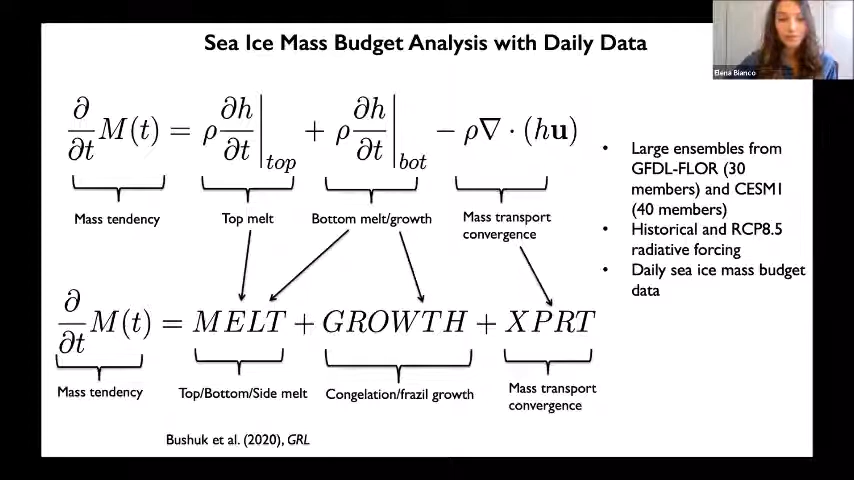 Sea Ice Mass Budget Analysis with Daily Data
Elena Bianco
∂/∂t M(t) = ρ ∂h/∂t |top + ρ ∂h/∂t |bot − ρ∇ · (hu)
Mass tendency
Top melt
Bottom melt/growth
Mass transport
convergence
∂/∂t M(t) = MELT + GROWTH + XPRT
Mass tendency
Top/Bottom/Side melt
Congelation/frazil growth
Mass transport
convergence
• Large ensembles from
GFDL-FLOR (30
members) and CESM1
(40 members)
• Historical and RCP8.5
radiative forcing
• Daily sea ice mass budget
data
Bushuk et al. (2020), GRL